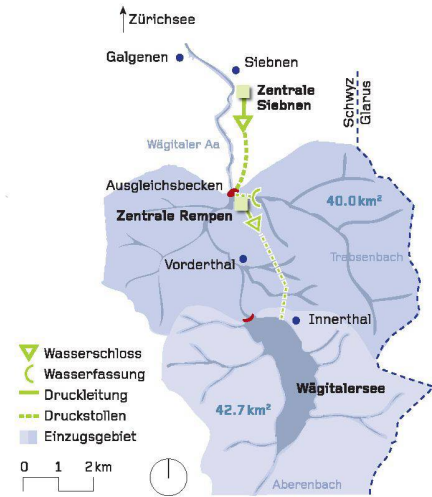 Zürichsee
Galgenen
Siebnen
Zentrale
Siebnen
Schwyz
Glarus
Wägitaler Aa
Ausgleichsbecken
40.0 km²
Zentrale Rempen
Trebsenbach
Vorderthal
Innerthal
Wasserschloss
Wasserfassung
Druckleitung
Druckstollen
Einzugsgebiet
Wägitalersee
42.7 km²
0 1 2 km
Aberenbach